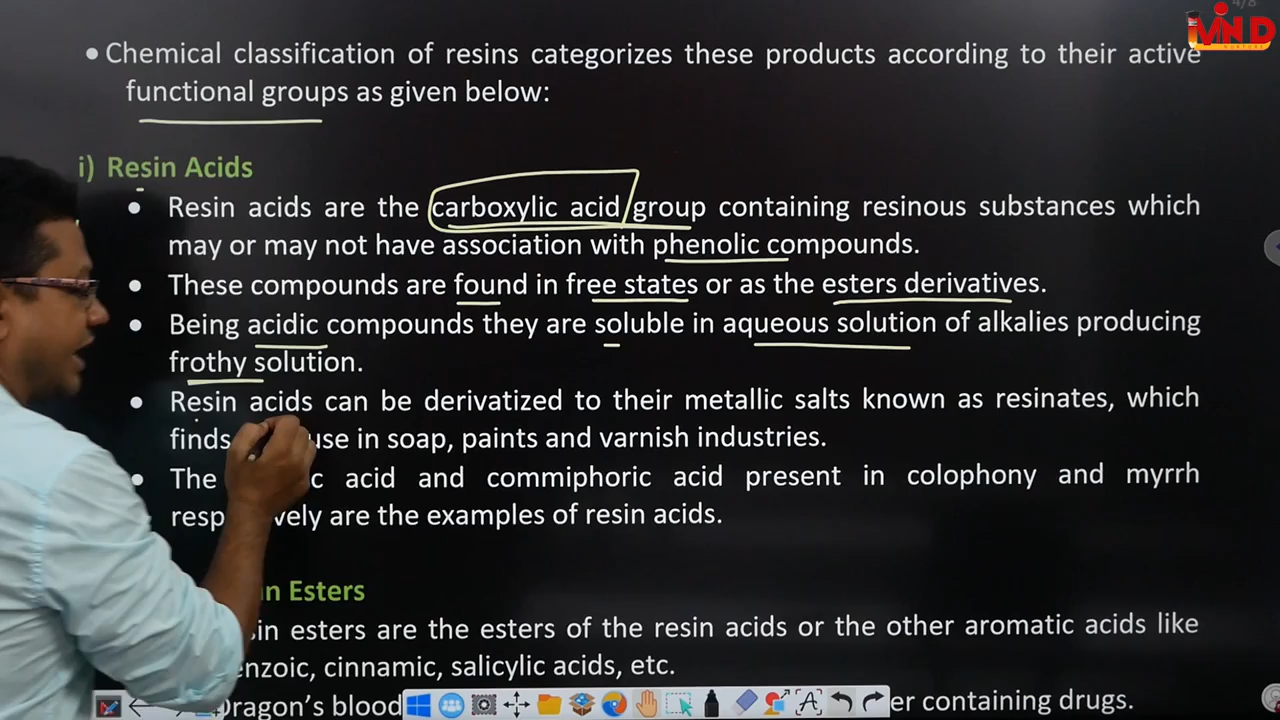 4/8
MIND
• Chemical classification of resins categorizes these products according to their active
functional groups as given below:
i) Resin Acids
• Resin acids are the carboxylic acid group containing resinous substances which
may or may not have association with phenolic compounds.
• These compounds are found in free states or as the esters derivatives.
• Being acidic compounds they are soluble in aqueous solution of alkalies producing
frothy solution.
• Resin acids can be derivatized to their metallic salts known as resinates, which
finds use in soap, paints and varnish industries.
• The acid and commiphoric acid present in colophony and myrrh
are the examples of resin acids.
Esters
esters are the esters of the resin acids or the other aromatic acids like
cinnamic, salicylic acids, etc.
Dragon's blood containing drugs.